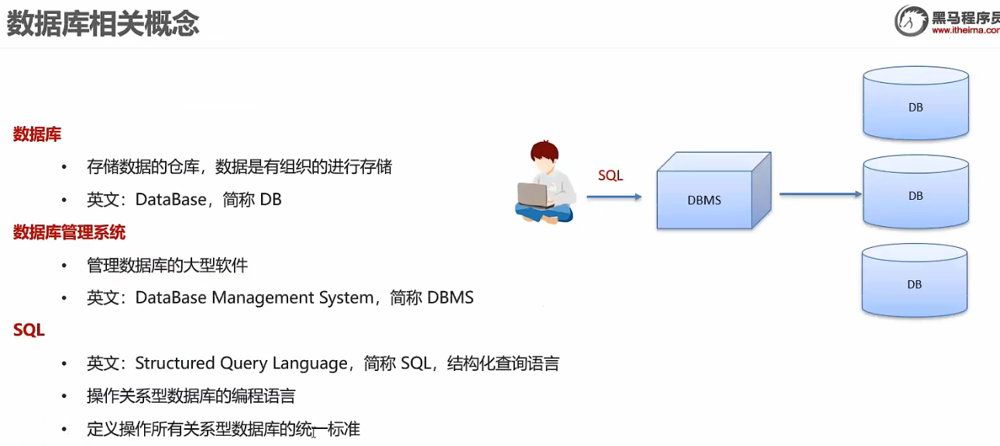 数据库相关概念
黑马程序员
www.itheima.com
数据库
• 存储数据的仓库，数据是有组织的进行存储
• 英文：DataBase，简称 DB
数据库管理系统
• 管理数据库的大型软件
• 英文：DataBase Management System，简称 DBMS
SQL
• 英文：Structured Query Language，简称 SQL，结构化查询语言
• 操作关系型数据库的编程语言
• 定义操作所有关系型数据库的统一标准
SQL
DBMS
DB
DB
DB